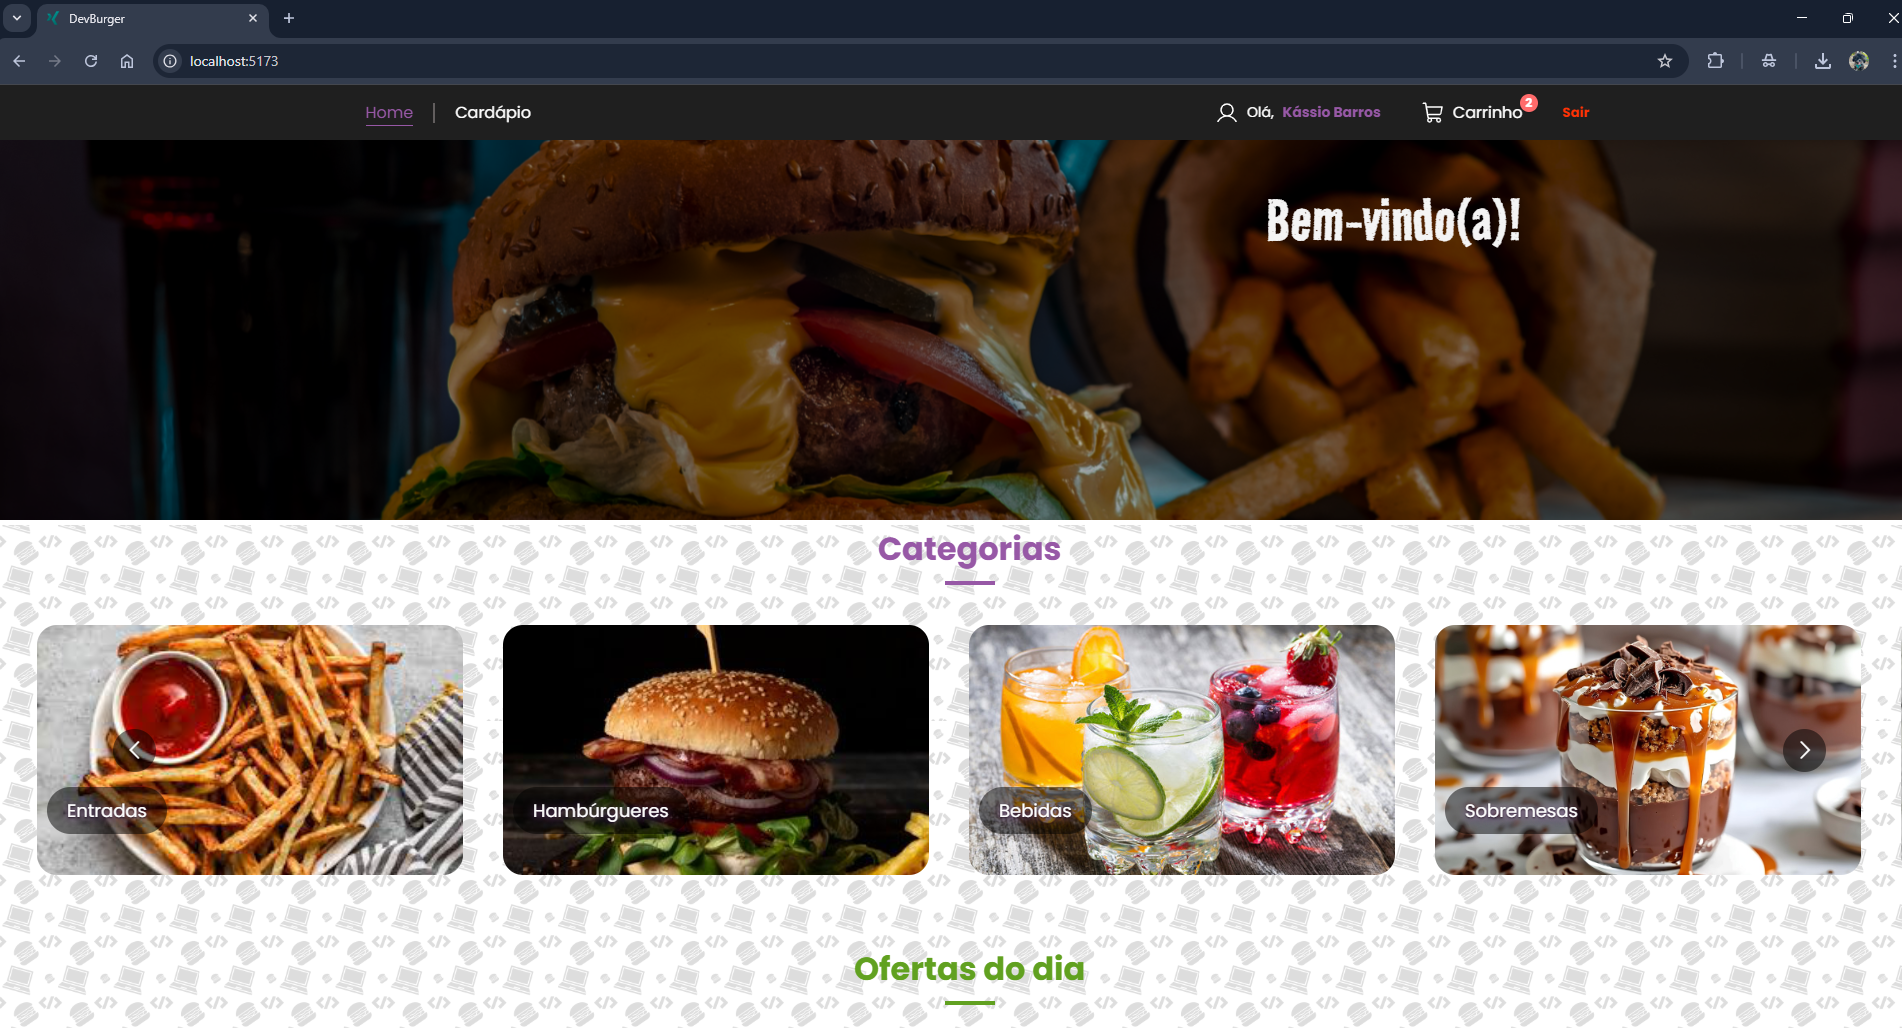 DevBurger
localhost:5173
Home | Cardápio
Olá, Kássio Barros
Carrinho 2
Sair
Bem-vindo(a)!
Categorias
Entradas
Hambúrgueres
Bebidas
Sobremesas
Ofertas do dia